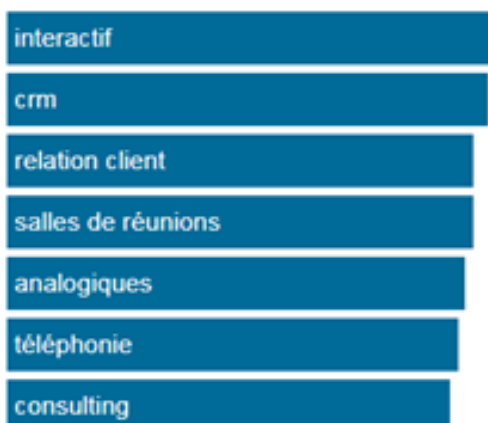 interactif
crm
relation client
salles de réunions
analogiques
téléphonie
consulting